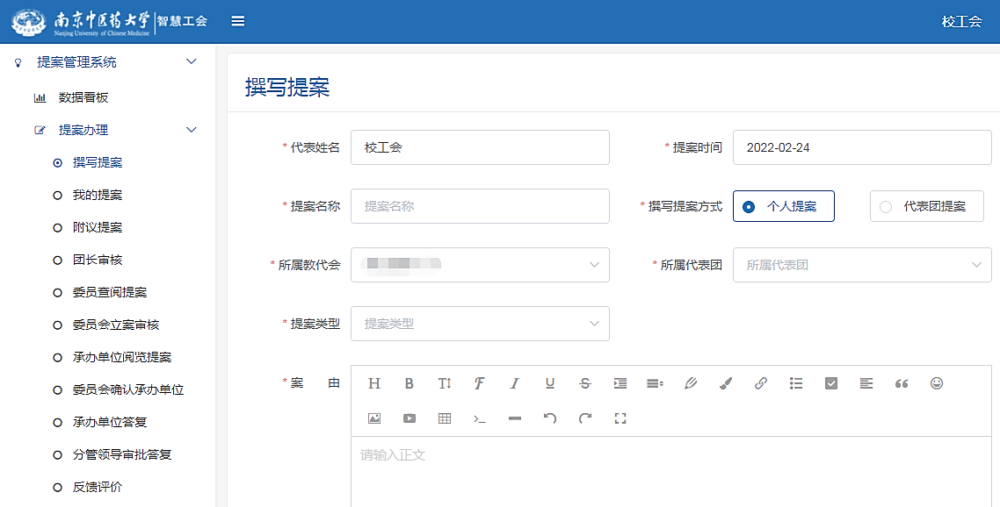 南京中医药大学 智慧工会
Nanjing University of Chinese Medicine
校工会
提案管理系统
数据看板
提案办理
撰写提案
我的提案
附议提案
团长审核
委员查阅提案
委员会立案审核
承办单位阅览提案
委员会确认承办单位
承办单位答复
分管领导审批答复
反馈评价
撰写提案
* 代表姓名 校工会 * 提案时间 2022-02-24
* 提案名称 提案名称 * 撰写提案方式 个人提案 代表团提案
* 所属教代会 * 所属代表团 所属代表团
* 提案类型 提案类型
* 案 由
请输入正文